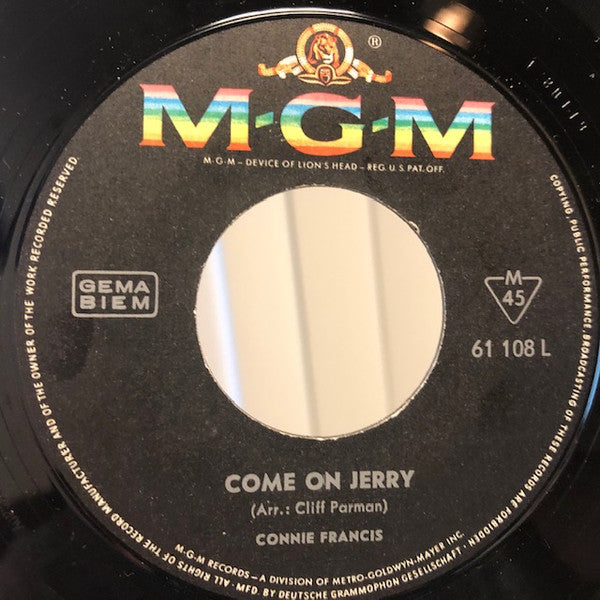 ®
M-G-M
M-G-M – DEVICE OF LION'S HEAD – REG. U.S. PAT. OFF.
GEMA
BIEM
M
45
61 108 L
COME ON JERRY
(Arr.: Cliff Parman)
CONNIE FRANCIS
M-G-M RECORDS – A DIVISION OF METRO-GOLDWYN-MAYER INC.
ALL RIGHTS OF THE RECORD MANUFACTURER AND OF THE OWNER OF THE WORK RECORDED RESERVED.
COPYING, PUBLIC PERFORMANCE, BROADCASTING OF THESE RECORDS ARE FORBIDDEN
· MFD. BY DEUTSCHE GRAMMOPHON GESELLSCHAFT ·